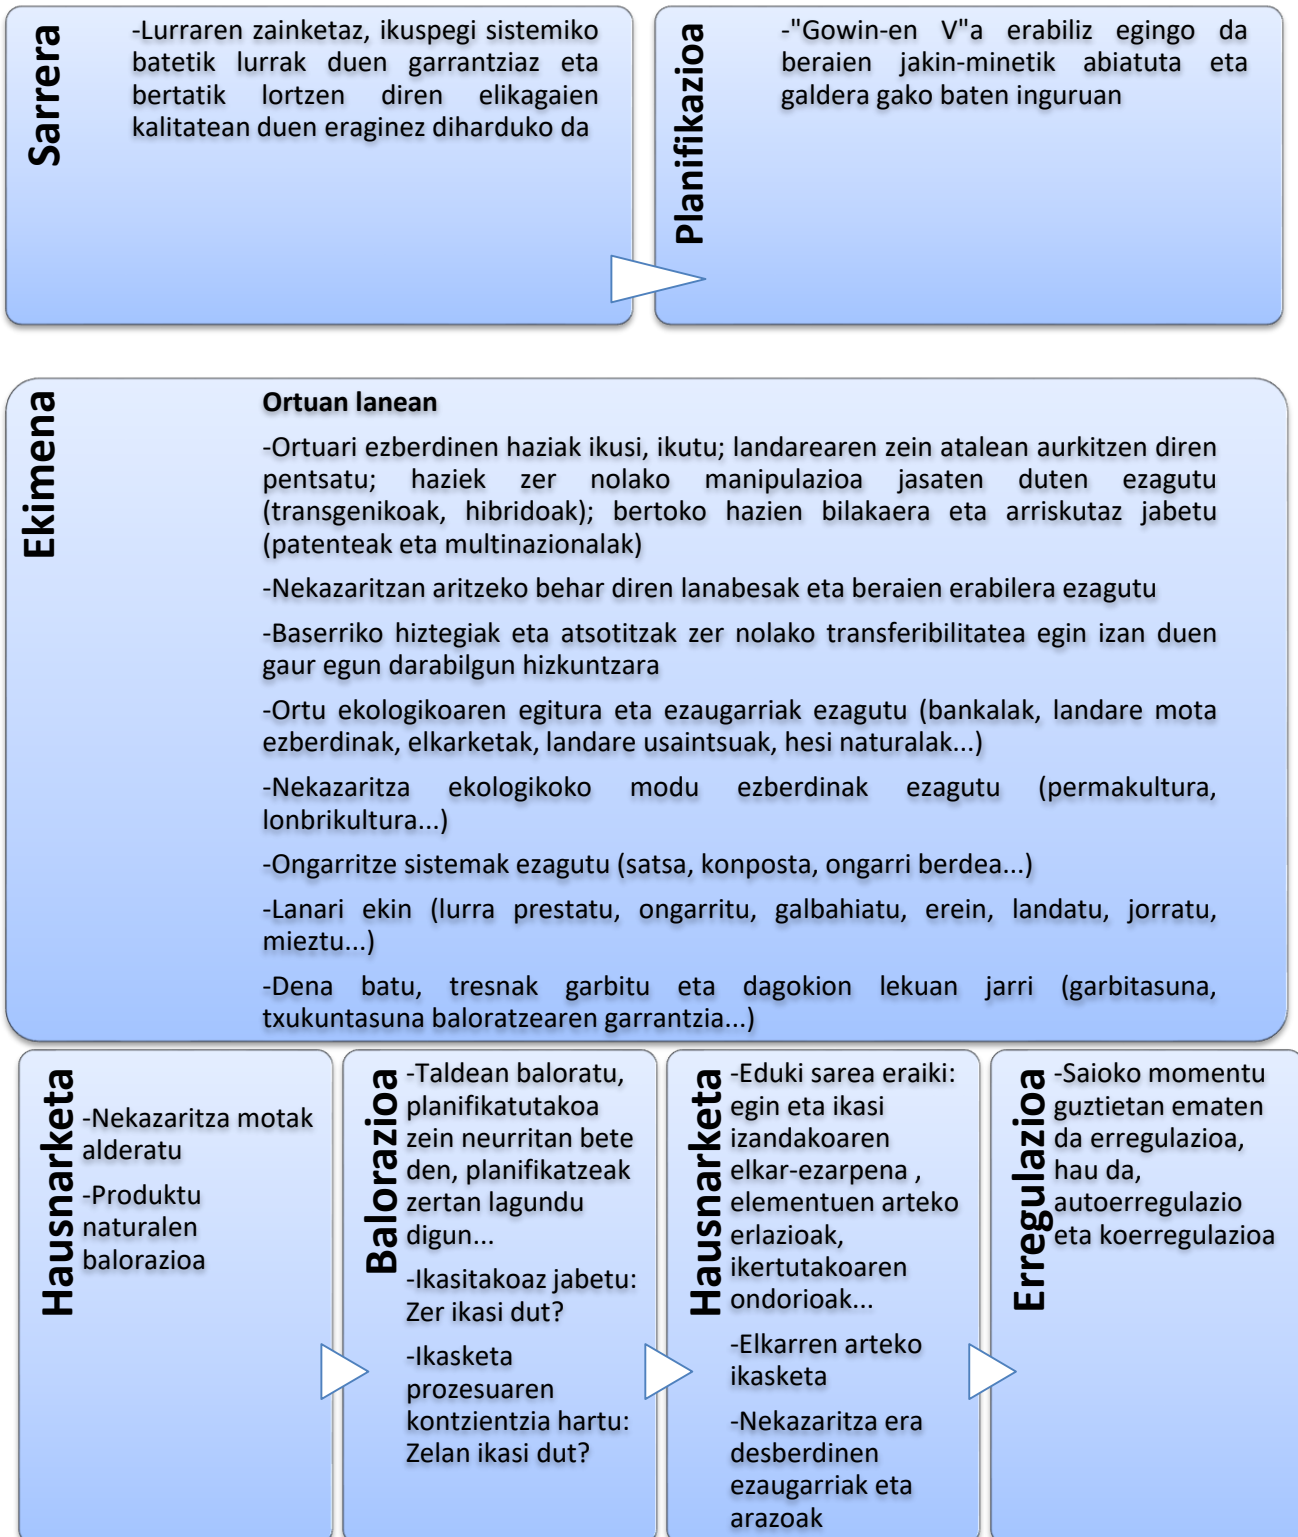 Sarrera
-Lurraren zainketaz, ikuspegi sistemiko
batetik lurrak duen garrantziaz eta
bertatik lortzen diren elikagaien
kalitatean duen eraginez diharduko da
Planifikazioa
-"Gowin-en V"a erabiliz egingo da
beraien jakin-minetik abiatuta eta
galdera gako baten inguruan
Ekimena
Ortuan lanean
-Ortuari ezberdinen haziak ikusi, ikutu; landarearen zein atalean aurkitzen diren
pentsatu; haziek zer nolako manipulazioa jasaten duten ezagutu
(transgenikoak, hibridoak); bertoko hazien bilakaera eta arriskutaz jabetu
(patenteak eta multinazionalak)
-Nekazaritzan aritzeko behar diren lanabesak eta beraien erabilera ezagutu
-Baserriko hiztegiak eta atsotitzak zer nolako transferibilitatea egin izan duen
gaur egun darabilgun hizkuntzara
-Ortu ekologikoaren egitura eta ezaugarriak ezagutu (bankalak, landare mota
ezberdinak, elkarketak, landare usaintsuak, hesi naturalak...)
-Nekazaritza ekologikoko modu ezberdinak ezagutu (permakultura,
lonbrikultura...)
-Ongarritze sistemak ezagutu (satsa, konposta, ongarri berdea...)
-Lanari ekin (lurra prestatu, ongarritu, galbahiatu, erein, landatu, jorratu,
mieztu...)
-Dena batu, tresnak garbitu eta dagokion lekuan jarri (garbitasuna,
txukuntasuna baloratzearen garrantzia...)
Hausnarketa
-Nekazaritza motak
alderatu
-Produktu
naturalen
balorazioa
Balorazioa
-Taldean baloratu,
planifikatutakoa
zein neurritan bete
den, planifikatzeak
zertan lagundu
digun...
-Ikasitakoaz jabetu:
Zer ikasi dut?
-Ikasketa
prozesuaren
kontzientzia hartu:
Zelan ikasi dut?
Hausnarketa
-Eduki sarea eraiki:
egin eta ikasi
izandakoaren
elkar-ezarpena ,
elementuen arteko
erlazioak,
ikertutakoaren
ondorioak...
-Elkarren arteko
ikasketa
-Nekazaritza era
desberdinen
ezaugarriak eta
arazoak
Erregulazioa
-Saioko momentu
guztietan ematen
da erregulazioa,
hau da,
autoerregulazio
eta koerregulazioa